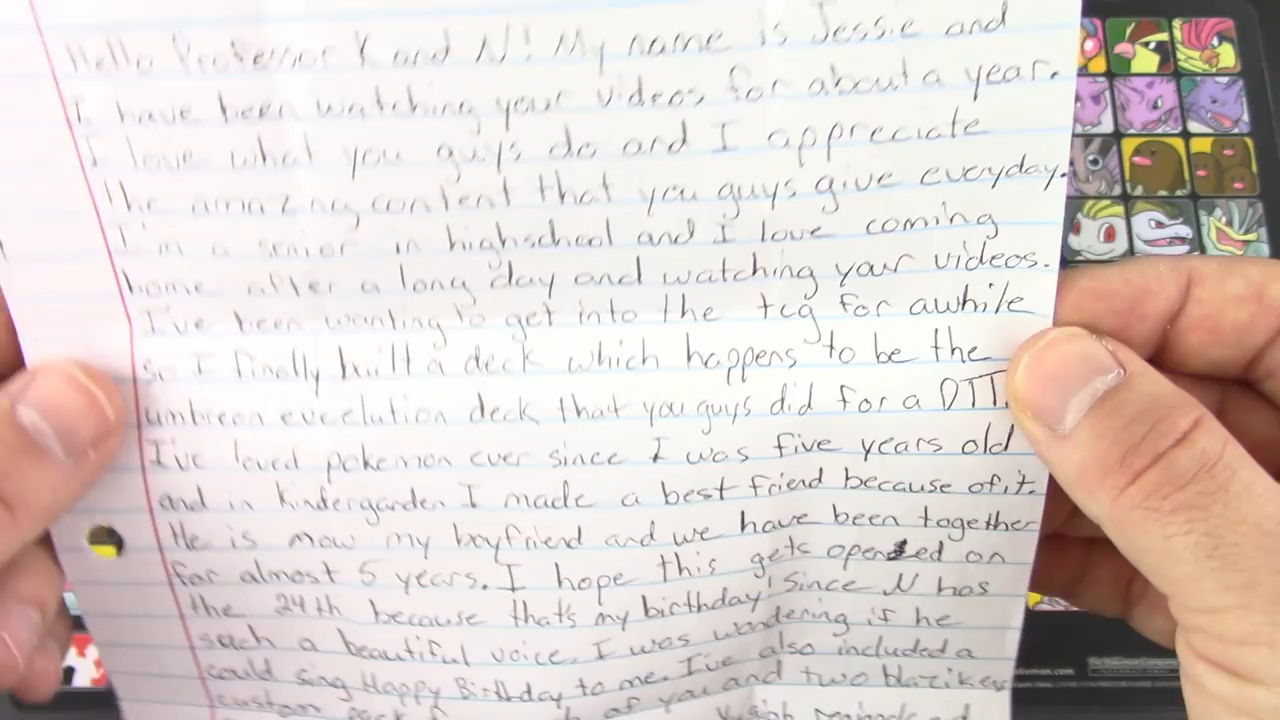 Hello Professor K and N! My name is Jessie and
I have been watching your videos for about a year.
I love what you guys do and I appreciate
the amazing content that you guys give everyday.
I'm a senior in highschool and I love coming
home after a long day and watching your videos.
I've been wanting to get into the tcg for awhile
so I finally built a deck which happens to be the
umbreon eveelution deck that you guys did for a DTT.
I've loved pokemon ever since I was five years old
and in Kindergarden I made a best friend because of it.
He is now my boyfriend and we have been together
for almost 5 years. I hope this gets opened on
the 24th because that's my birthday! Since N has
such a beautiful voice, I was wondering if he
could sing Happy Birthday to me. I've also included a
custom pack for each of you and two blaziken